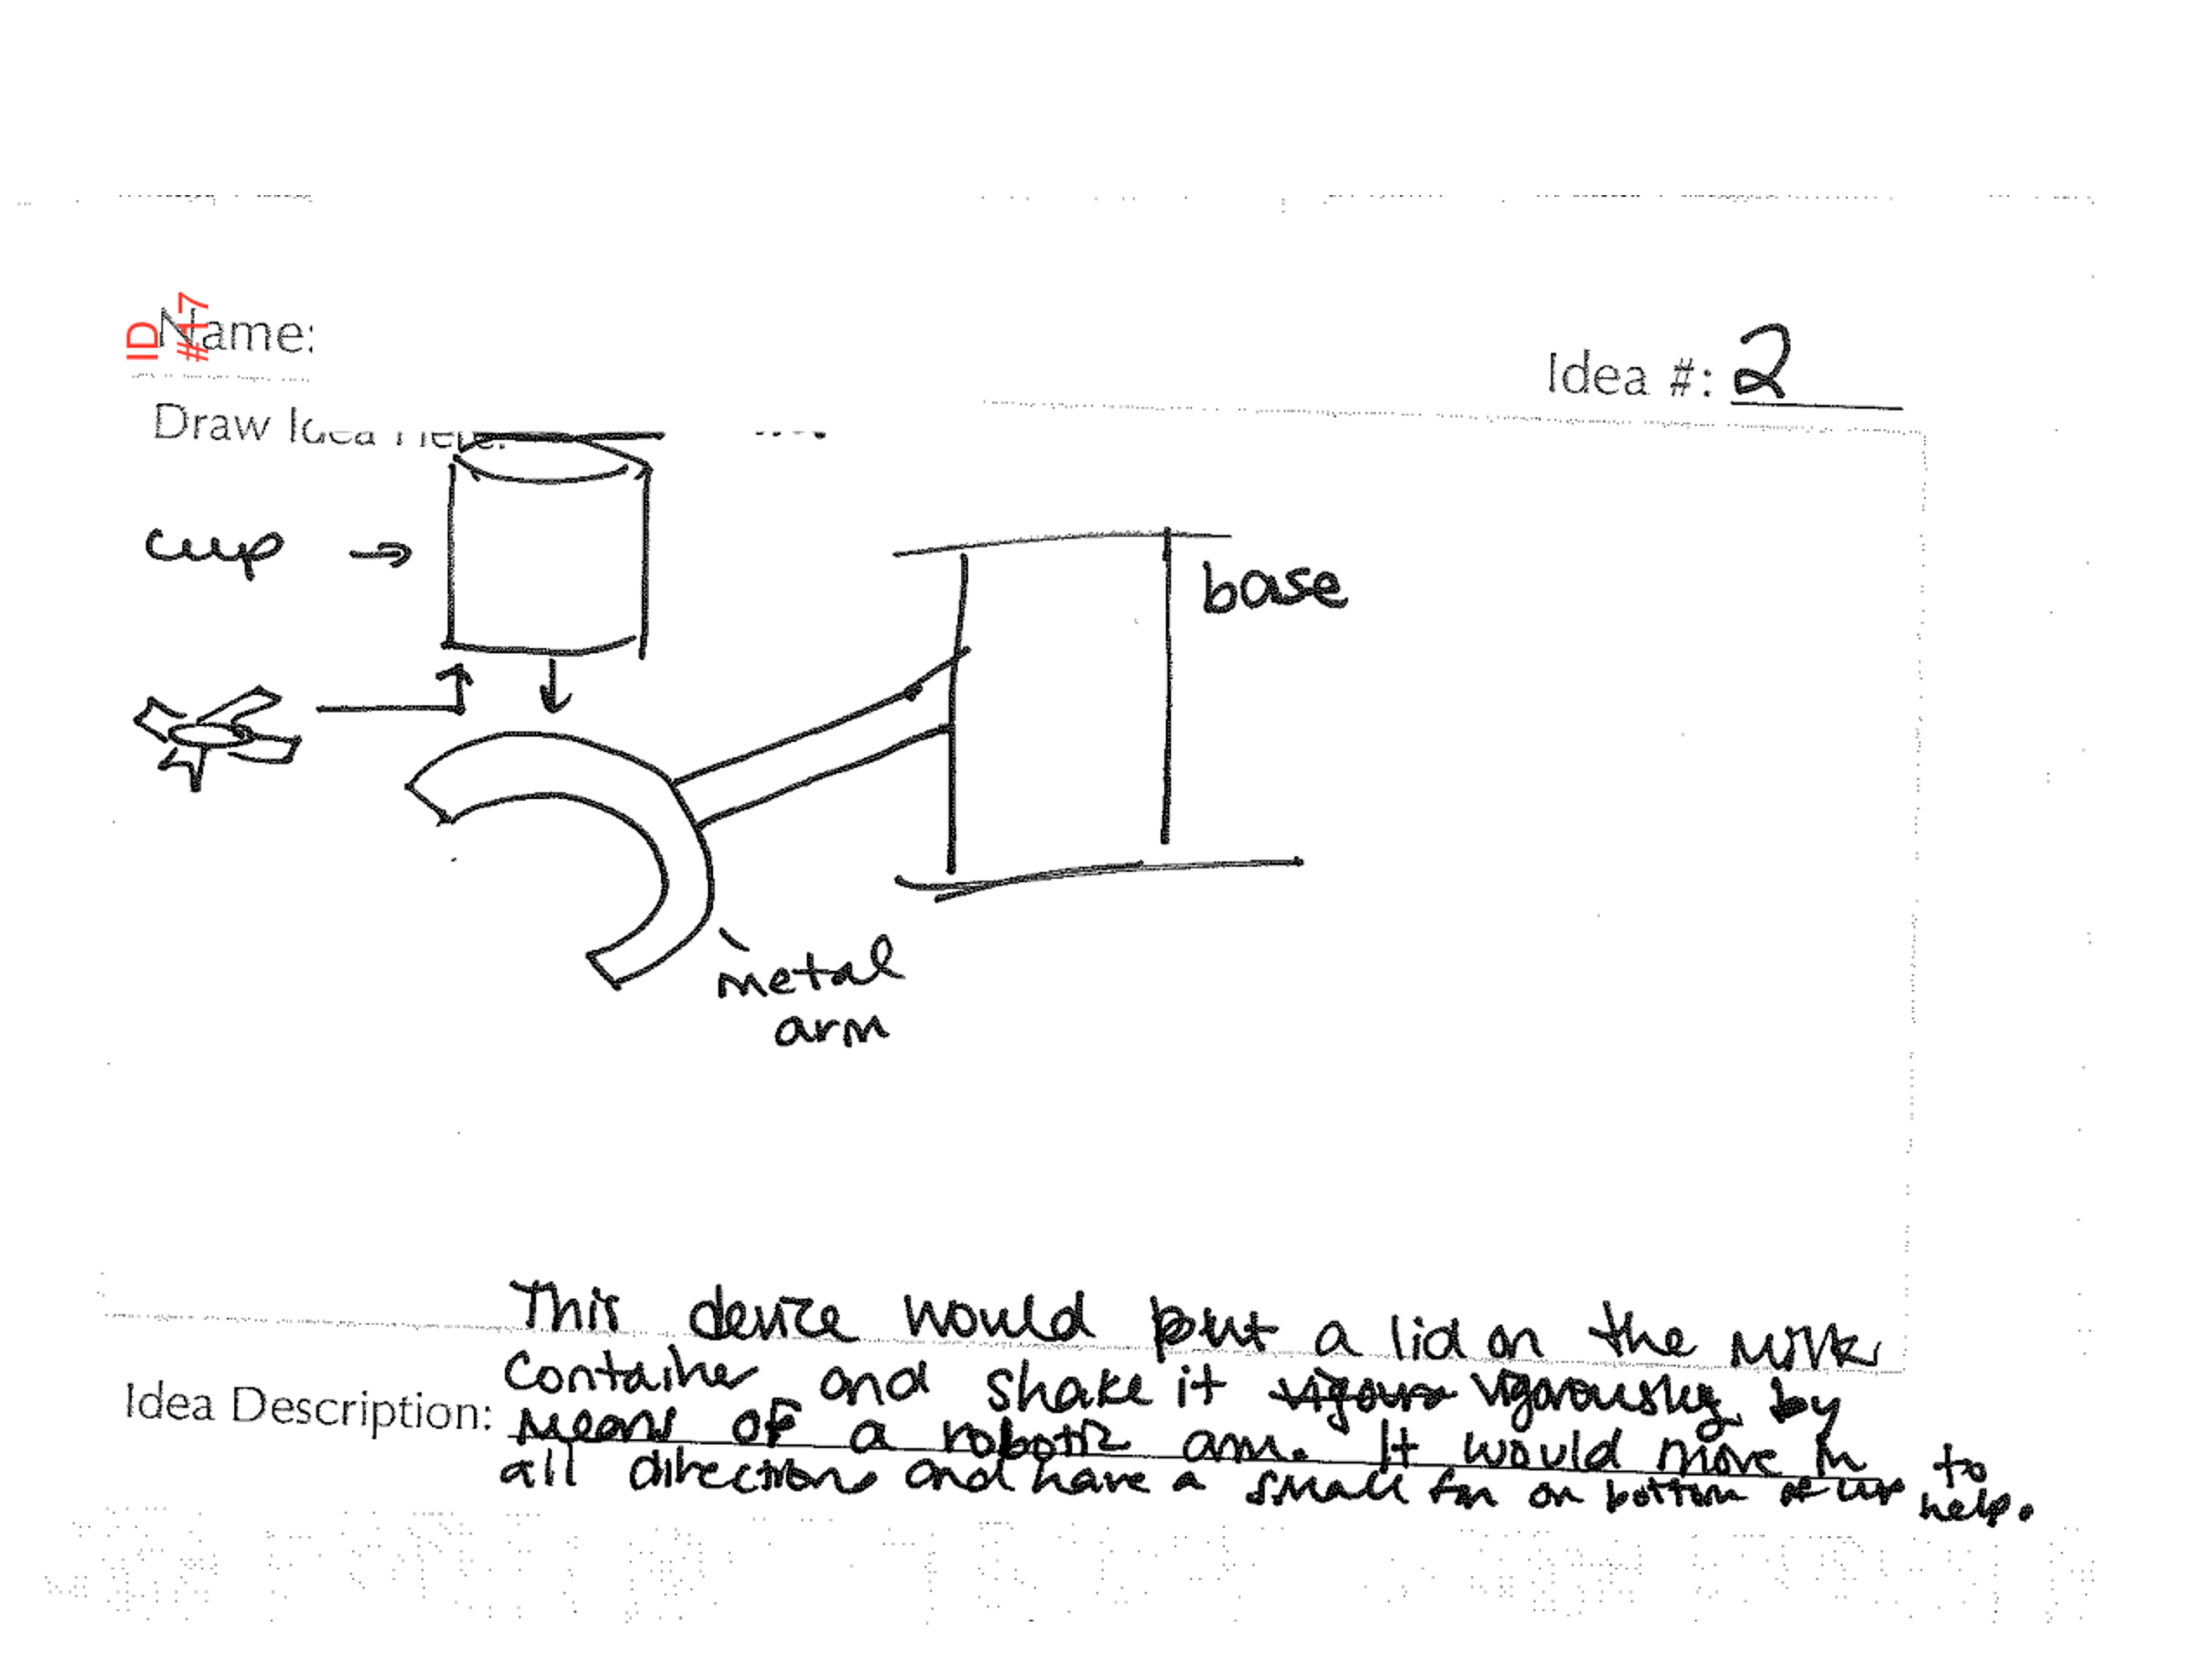 ID
#17
Name:
Idea #: 2
Draw Idea Here:
cup
base
metal
arm
This device would put a lid on the milk
container and shake it vigorously by
Idea Description:
means of a robotic arm. It would move in
all directions and have a small fan on bottom of cup to
help.